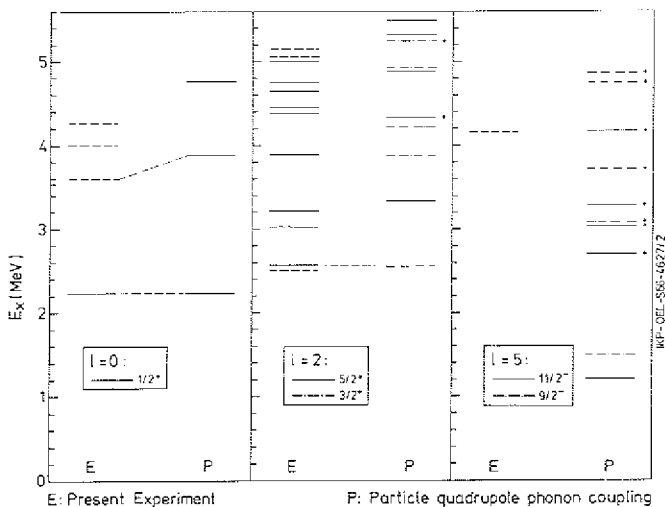 5
4
3
2
1
0
Eₓ(MeV)
l=0:
1/2⁺
l=2:
5/2⁺
3/2⁺
l=5:
11/2⁻
9/2⁻
E
P
E
P
E
P
E: Present Experiment
P: Particle quadrupole phonon coupling